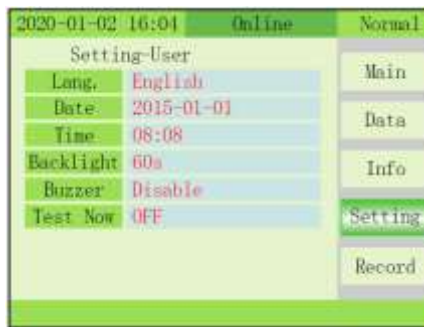 2020-01-02 16:04 Online Normal
Setting-User
Lang. English
Date 2015-01-01
Time 08:08
Backlight 60s
Buzzer Disable
Test Now OFF
Main
Data
Info
Setting
Record